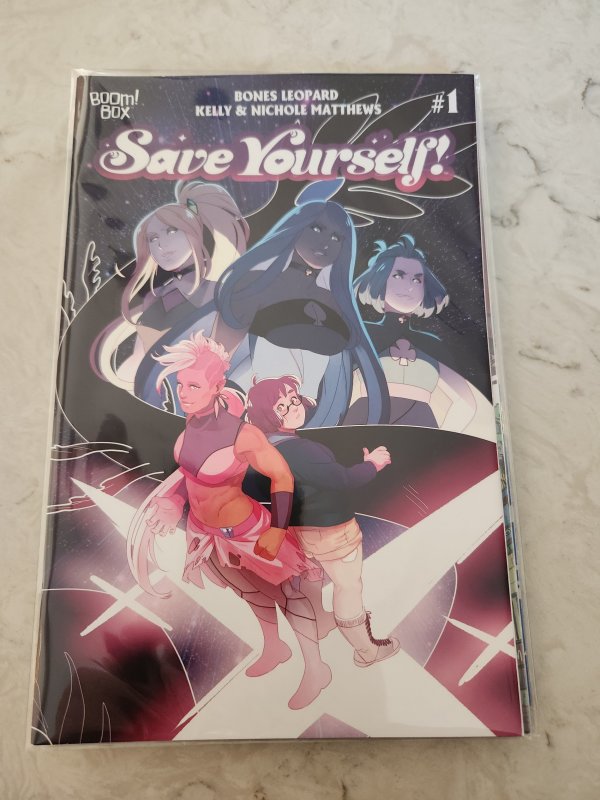 BOOM!
BOX
BONES LEOPARD
KELLY & NICHOLE MATTHEWS
#1
Save Yourself!